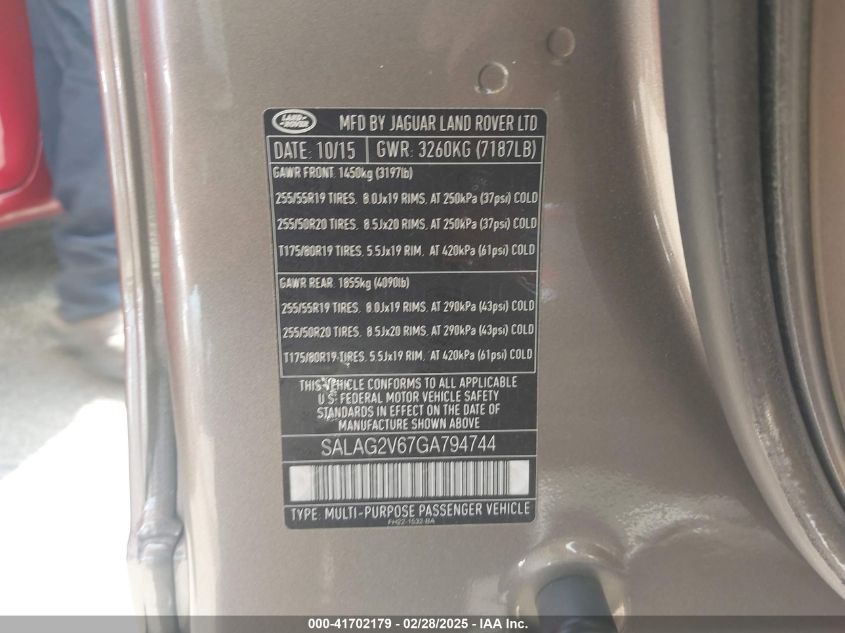 LAND ROVER
MFD BY JAGUAR LAND ROVER LTD
DATE: 10/15 GWR: 3260KG (7187LB)
GAWR FRONT. 1450kg (3197lb)
255/55R19 TIRES. 8.0Jx19 RIMS. AT 250kPa (37psi) COLD
255/50R20 TIRES. 8.5Jx20 RIMS. AT 250kPa (37psi) COLD
T175/80R19 TIRES. 5.5Jx19 RIM. AT 420kPa (61psi) COLD
GAWR REAR. 1855kg (4090lb)
255/55R19 TIRES. 8.0Jx19 RIMS. AT 290kPa (43psi) COLD
255/50R20 TIRES. 8.5Jx20 RIMS. AT 290kPa (43psi) COLD
T175/80R19 TIRES. 5.5Jx19 RIM. AT 420kPa (61psi) COLD
THIS VEHICLE CONFORMS TO ALL APPLICABLE
U.S. FEDERAL MOTOR VEHICLE SAFETY
STANDARDS IN EFFECT ON THE DATE OF
MANUFACTURE SHOWN ABOVE
SALAG2V67GA794744
TYPE: MULTI-PURPOSE PASSENGER VEHICLE
FH22-1532-BA
000-41702179 - 02/28/2025 - IAA Inc.